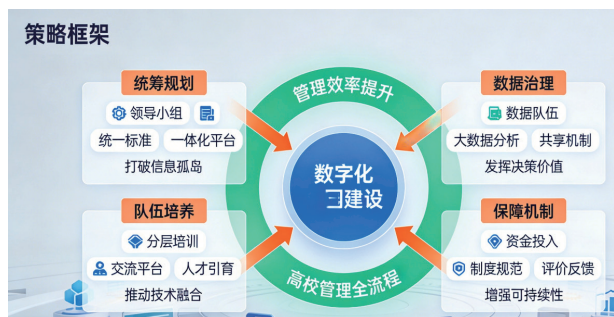 策略框架
统筹规划
领导小组
统一标准 一体化平台
打破信息孤岛
数据治理
数据队伍
大数据分析 共享机制
发挥决策价值
管理效率提升
数字化
建设
高校管理全流程
队伍培养
分层培训
交流平台 人才引育
推动技术融合
保障机制
资金投入
制度规范 评价反馈
增强可持续性